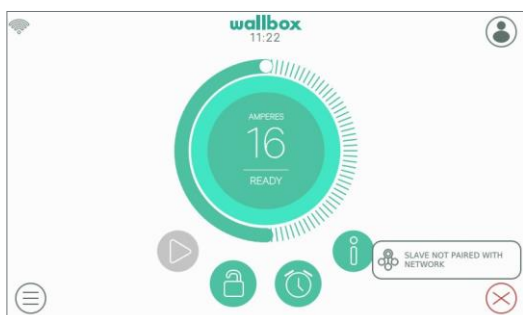 wallbox
11:22
AMPERES
16
READY
SLAVE NOT PAIRED WITH
NETWORK